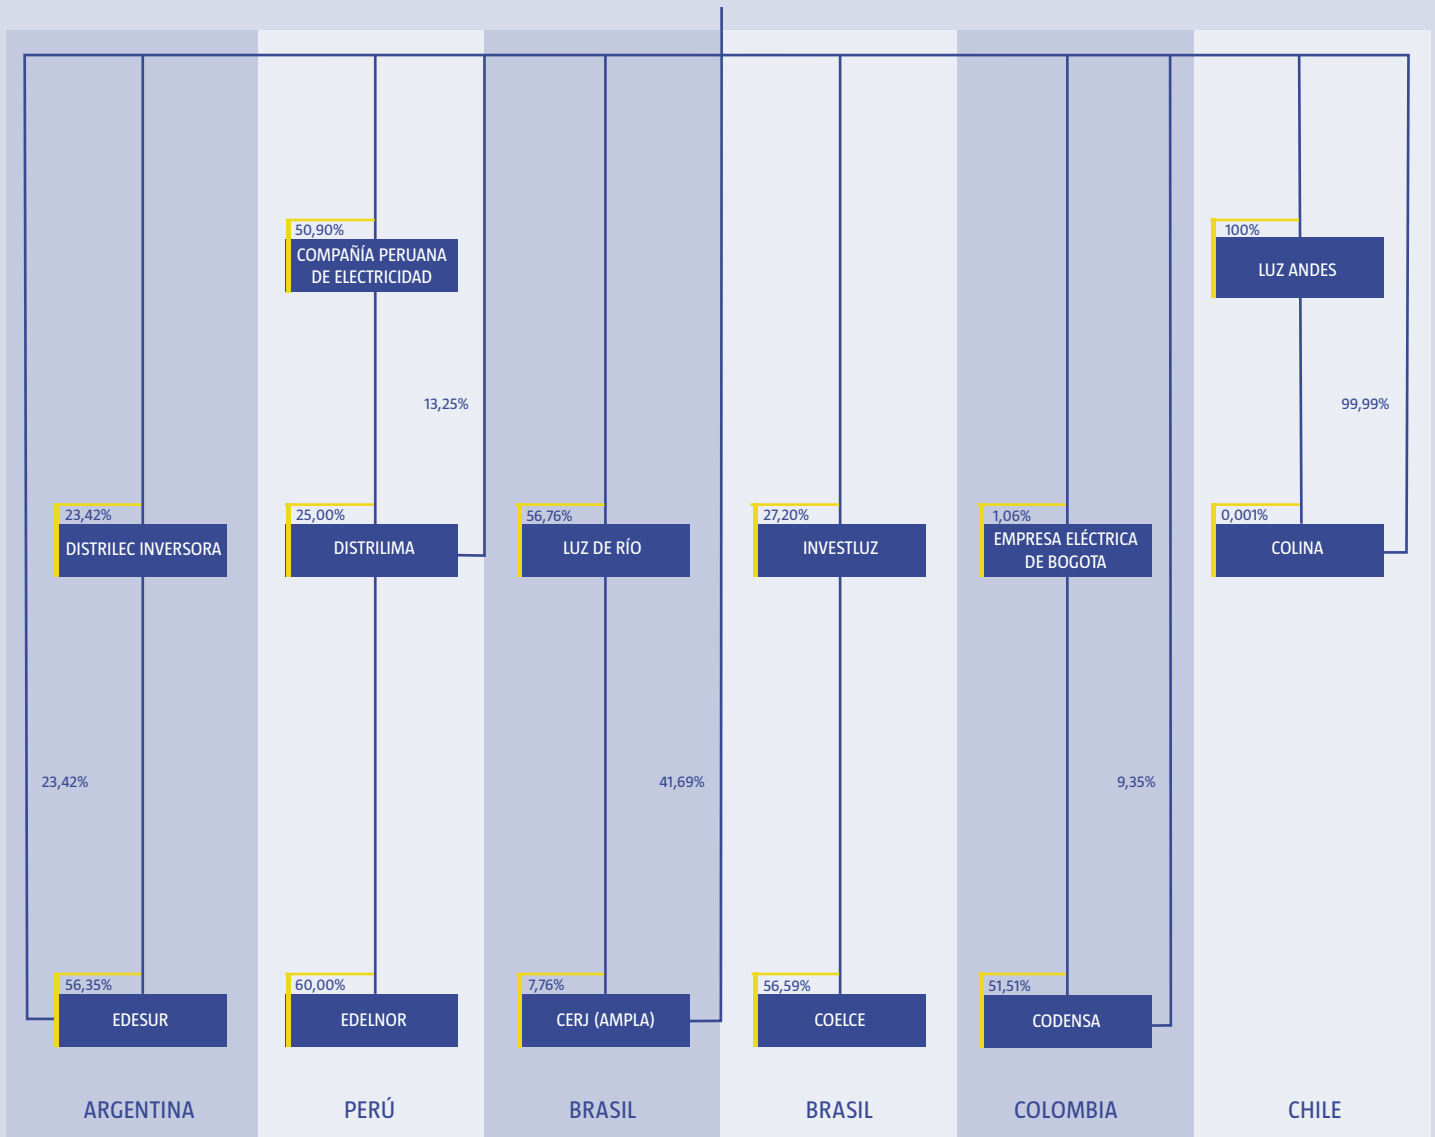 50,90%
COMPAÑÍA PERUANA
DE ELECTRICIDAD
100%
LUZ ANDES
13,25%
99,99%
23,42%
DISTRILEC INVERSORA
25,00%
DISTRILIMA
56,76%
LUZ DE RÍO
27,20%
INVESTLUZ
1,06%
EMPRESA ELÉCTRICA
DE BOGOTA
0,001%
COLINA
23,42%
41,69%
9,35%
56,35%
EDESUR
60,00%
EDELNOR
7,76%
CERJ (AMPLA)
56,59%
COELCE
51,51%
CODENSA
ARGENTINA
PERÚ
BRASIL
BRASIL
COLOMBIA
CHILE